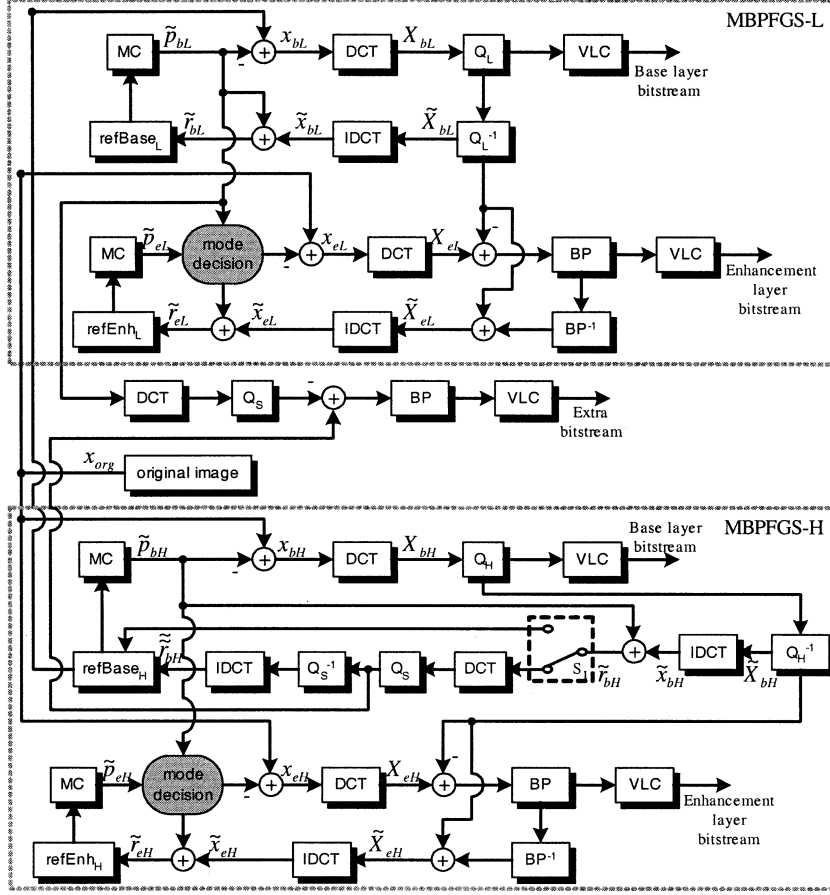 MBPFGS-L
MC
p̃bL
-
xbL
DCT
XbL
QL
VLC
Base layer
bitstream
refBaseL
r̃bL
x̃bL
IDCT
X̃bL
QL-1
MC
p̃eL
mode
decision
-
xeL
DCT
XeL
-
BP
VLC
Enhancement
layer
bitstream
refEnhL
r̃eL
x̃eL
IDCT
X̃eL
BP-1
DCT
QS
-
BP
VLC
Extra
bitstream
xorg
original image
MBPFGS-H
MC
p̃bH
-
xbH
DCT
XbH
QH
VLC
Base layer
bitstream
refBaseH
r̃̃bH
IDCT
QS-1
QS
DCT
S1
r̃bH
x̃bH
IDCT
X̃bH
QH-1
MC
p̃eH
mode
decision
-
xeH
DCT
XeH
-
BP
VLC
Enhancement
layer
bitstream
refEnhH
r̃eH
x̃eH
IDCT
X̃eH
BP-1